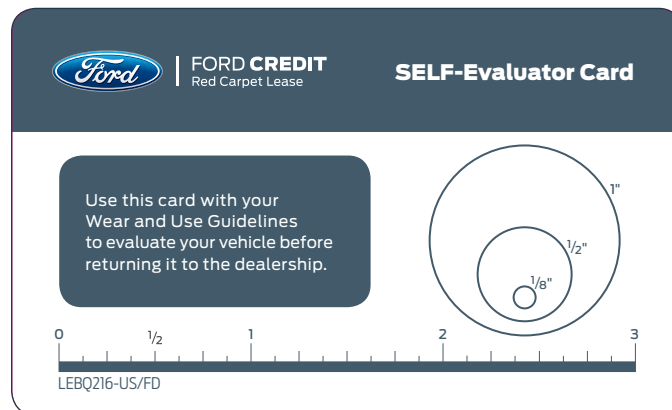 Ford
FORD CREDIT
Red Carpet Lease
SELF-Evaluator Card
Use this card with your
Wear and Use Guidelines
to evaluate your vehicle before
returning it to the dealership.
1"
1/2"
1/8"
0 1/2 1 2 3
LEBQ216-US/FD